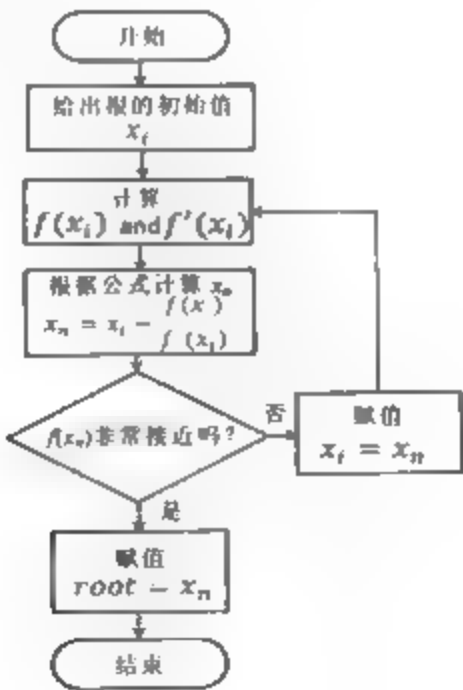 开始
给出根的初始值
x_i
计算
f(x_i) and f'(x_i)
根据公式计算 x_n
x_n = x_i - f(x_i) / f'(x_i)
f(x_n)非常接近吗?
否
赋值
x_i = x_n
是
赋值
root = x_n
结束